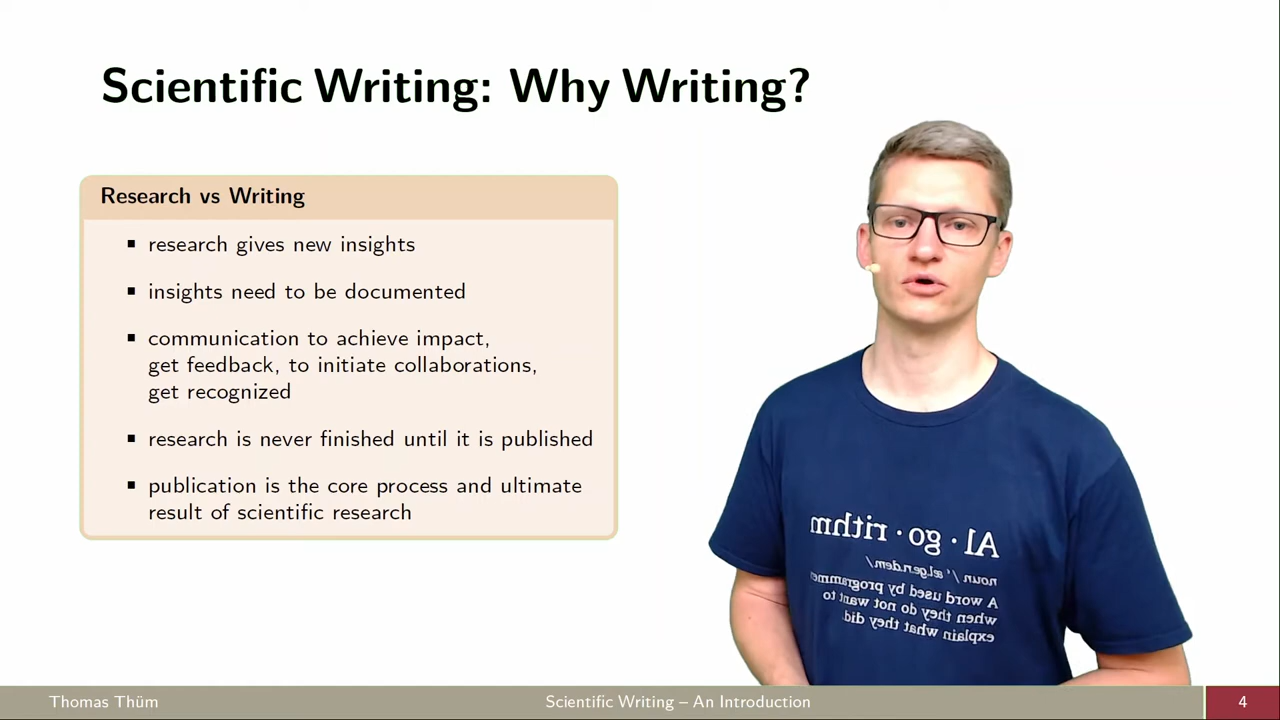 Scientific Writing: Why Writing?
Research vs Writing
▪ research gives new insights
▪ insights need to be documented
▪ communication to achieve impact,
get feedback, to initiate collaborations,
get recognized
▪ research is never finished until it is published
▪ publication is the core process and ultimate
result of scientific research
Al·go·rithm
noun
A word used by programmers
when they do not want to
explain what they did.
Thomas Thüm
Scientific Writing – An Introduction
4